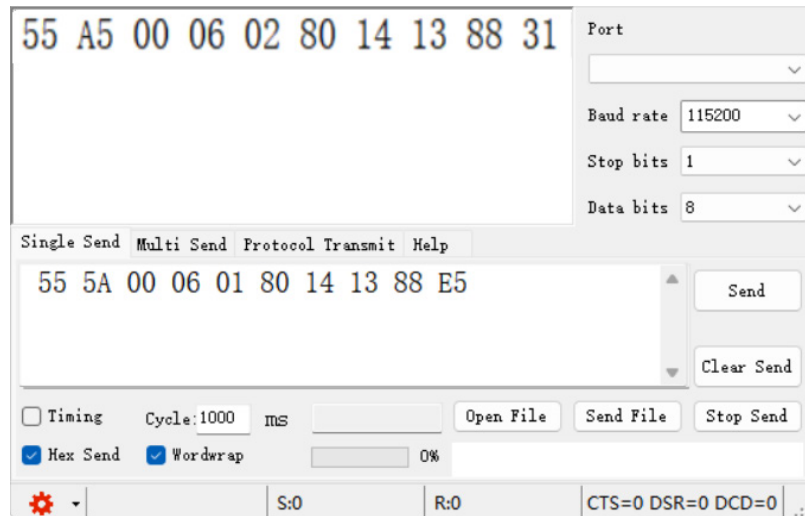 55 A5 00 06 02 80 14 13 88 31
Port
Baud rate 115200
Stop bits 1
Data bits 8
Single Send Multi Send Protocol Transmit Help
55 5A 00 06 01 80 14 13 88 E5
Send
Clear Send
Timing Cycle:1000 ms Open File Send File Stop Send
Hex Send Wordwrap 0%
S:0 R:0 CTS=0 DSR=0 DCD=0